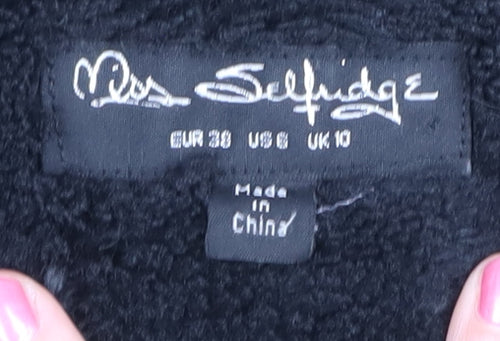 Miss Selfridge
EUR 38 US 6 UK 10
Made
in
China